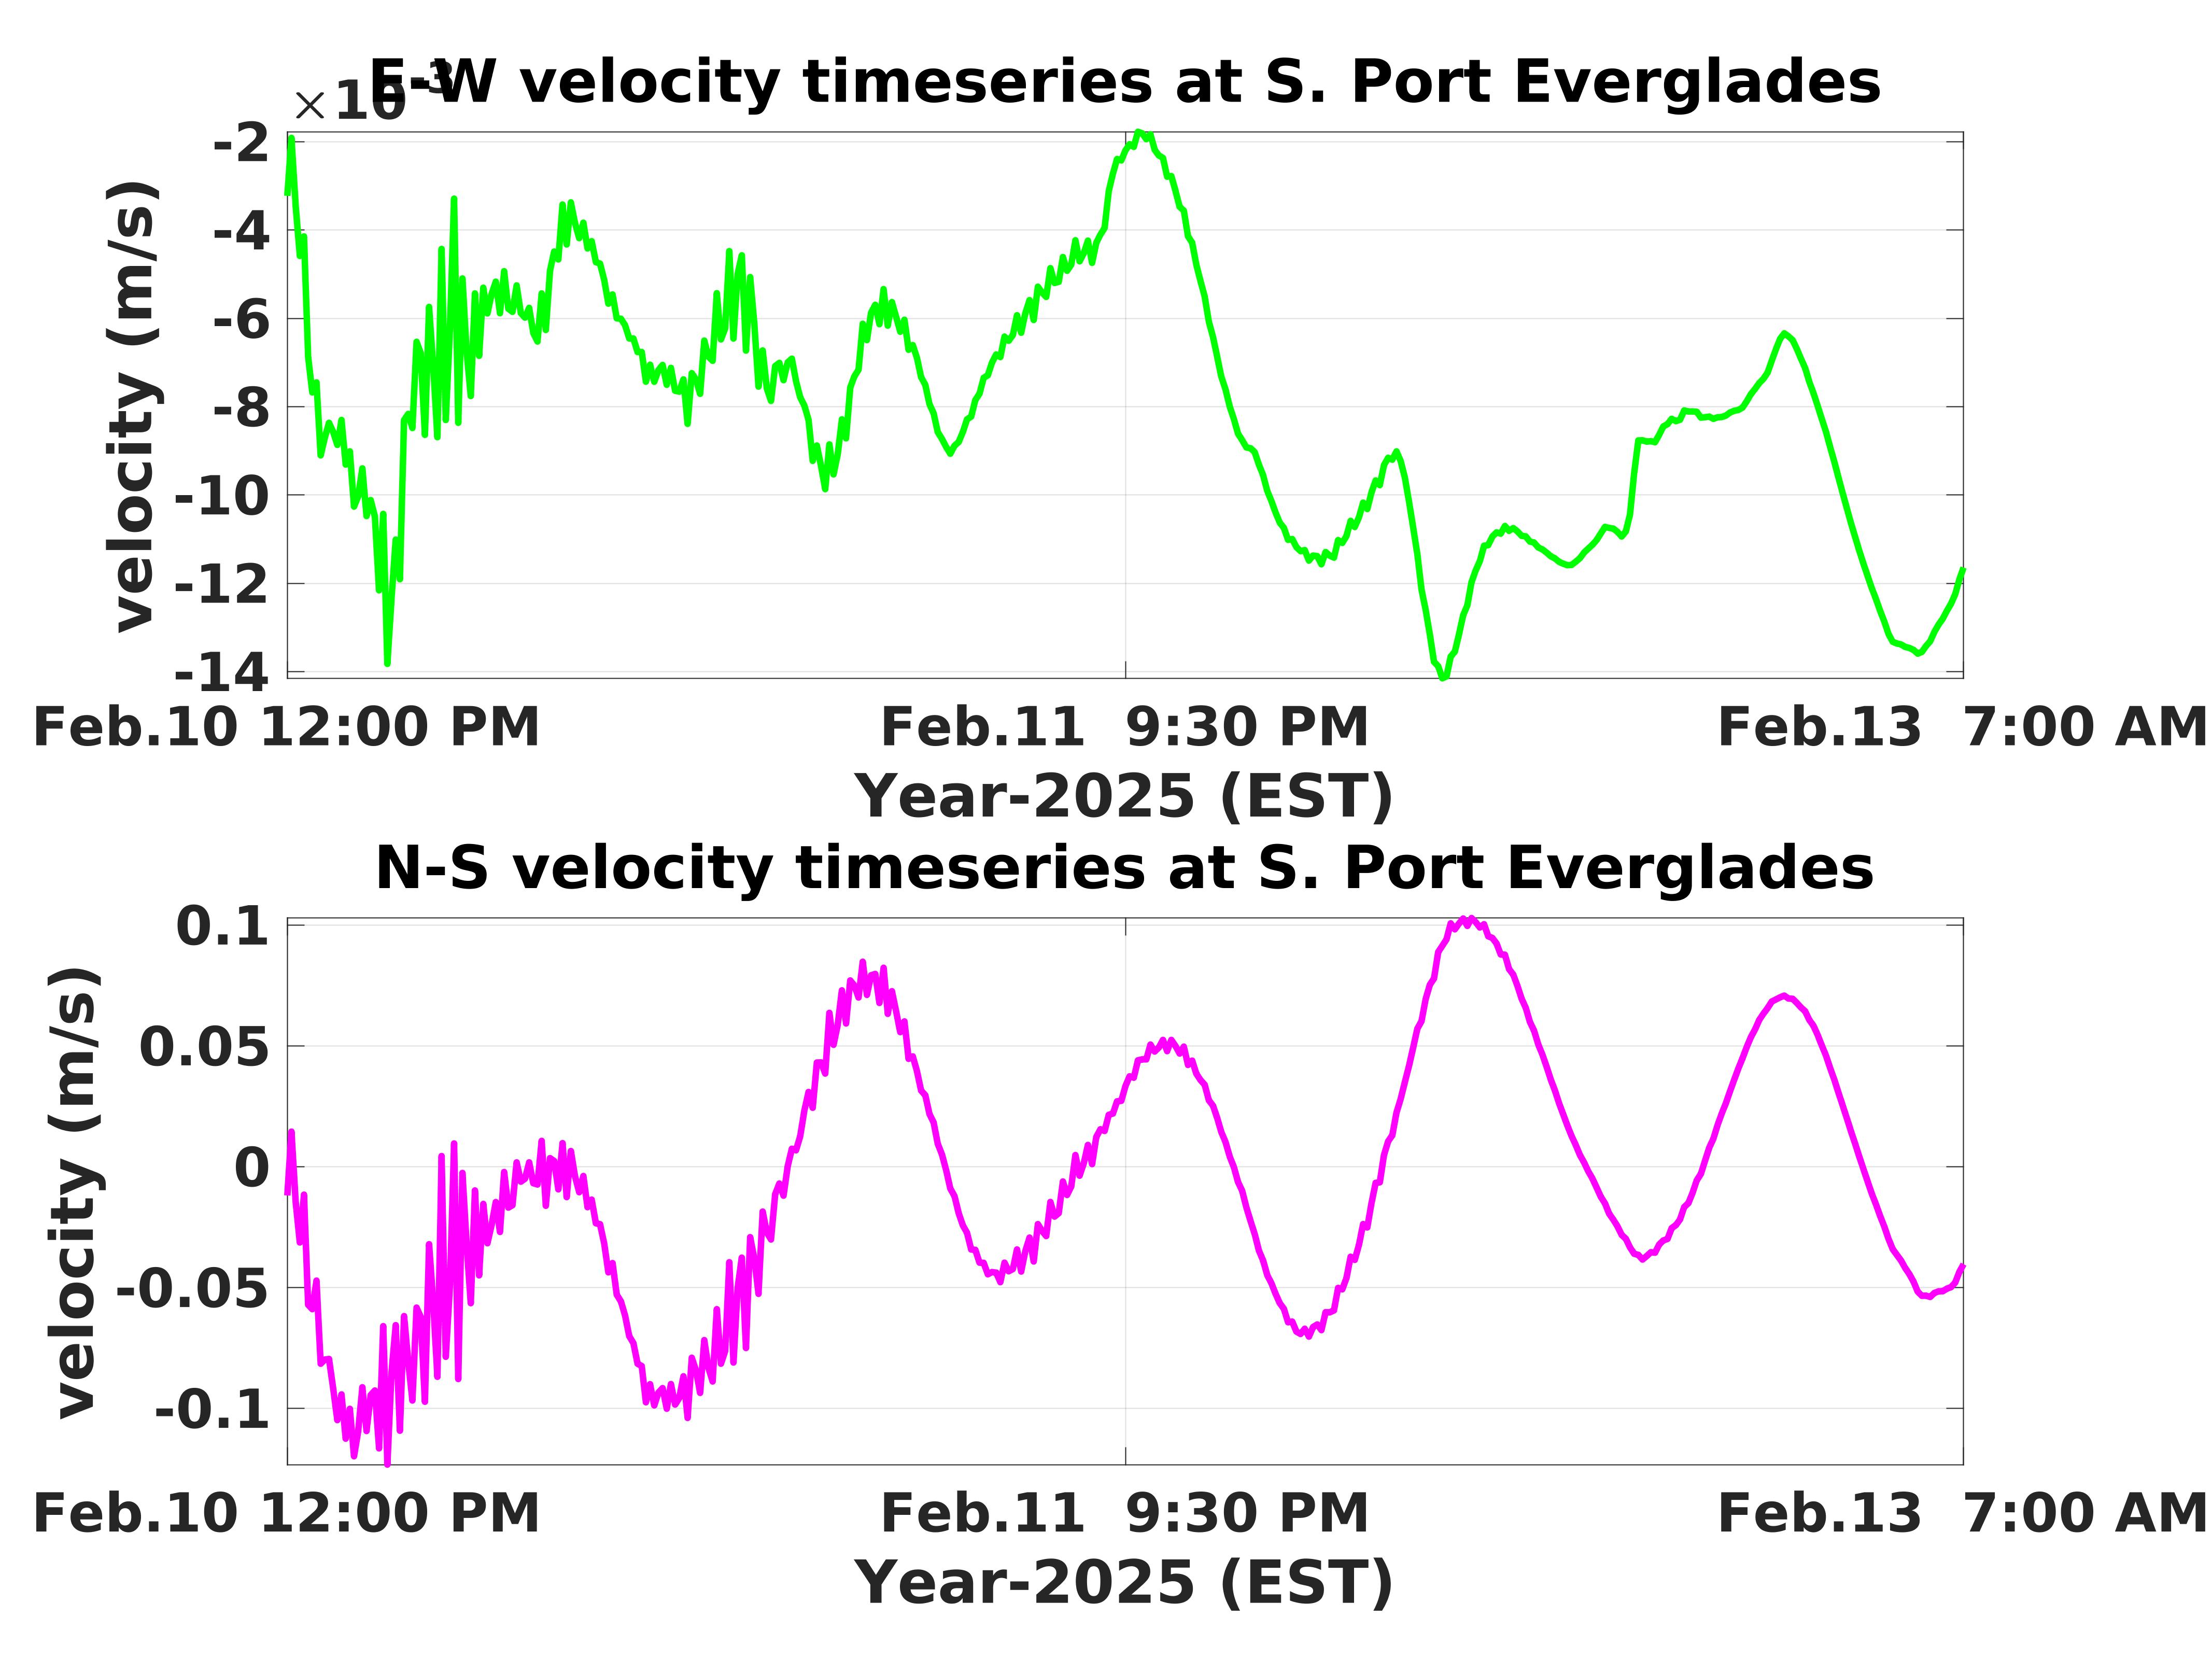 E-W velocity timeseries at S. Port Everglades
×10-3
-2
-4
-6
-8
-10
-12
-14
velocity (m/s)
Feb.10 12:00 PM Feb.11 9:30 PM Feb.13 7:00 AM
Year-2025 (EST)
N-S velocity timeseries at S. Port Everglades
0.1
0.05
0
-0.05
-0.1
velocity (m/s)
Feb.10 12:00 PM Feb.11 9:30 PM Feb.13 7:00 AM
Year-2025 (EST)